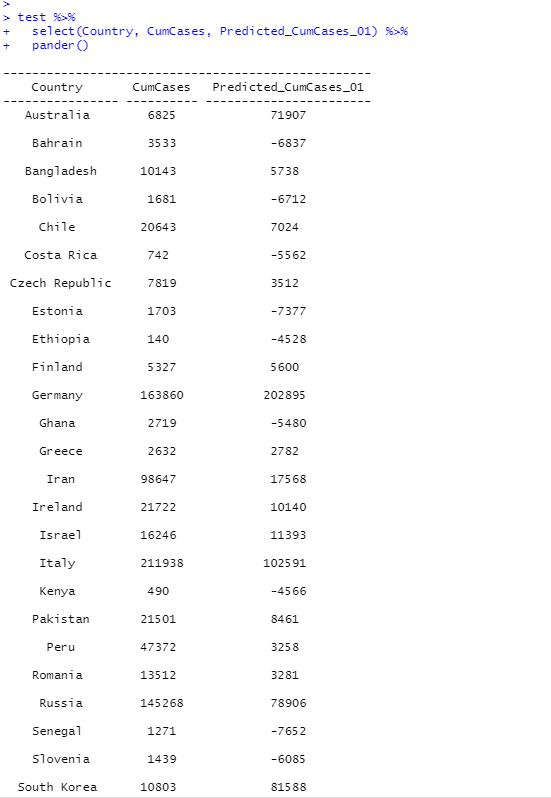 >
> test %>%
+   select(Country, CumCases, Predicted_CumCases_01) %>%
+   pander()
-----------------------------------------------
Country CumCases Predicted_CumCases_01
---------------- ---------- -----------------------
Australia 6825 71907
Bahrain 3533 -6837
Bangladesh 10143 5738
Bolivia 1681 -6712
Chile 20643 7024
Costa Rica 742 -5562
Czech Republic 7819 3512
Estonia 1703 -7377
Ethiopia 140 -4528
Finland 5327 5600
Germany 163860 202895
Ghana 2719 -5480
Greece 2632 2782
Iran 98647 17568
Ireland 21722 10140
Israel 16246 11393
Italy 211938 102591
Kenya 490 -4566
Pakistan 21501 8461
Peru 47372 3258
Romania 13512 3281
Russia 145268 78906
Senegal 1271 -7652
Slovenia 1439 -6085
South Korea 10803 81588